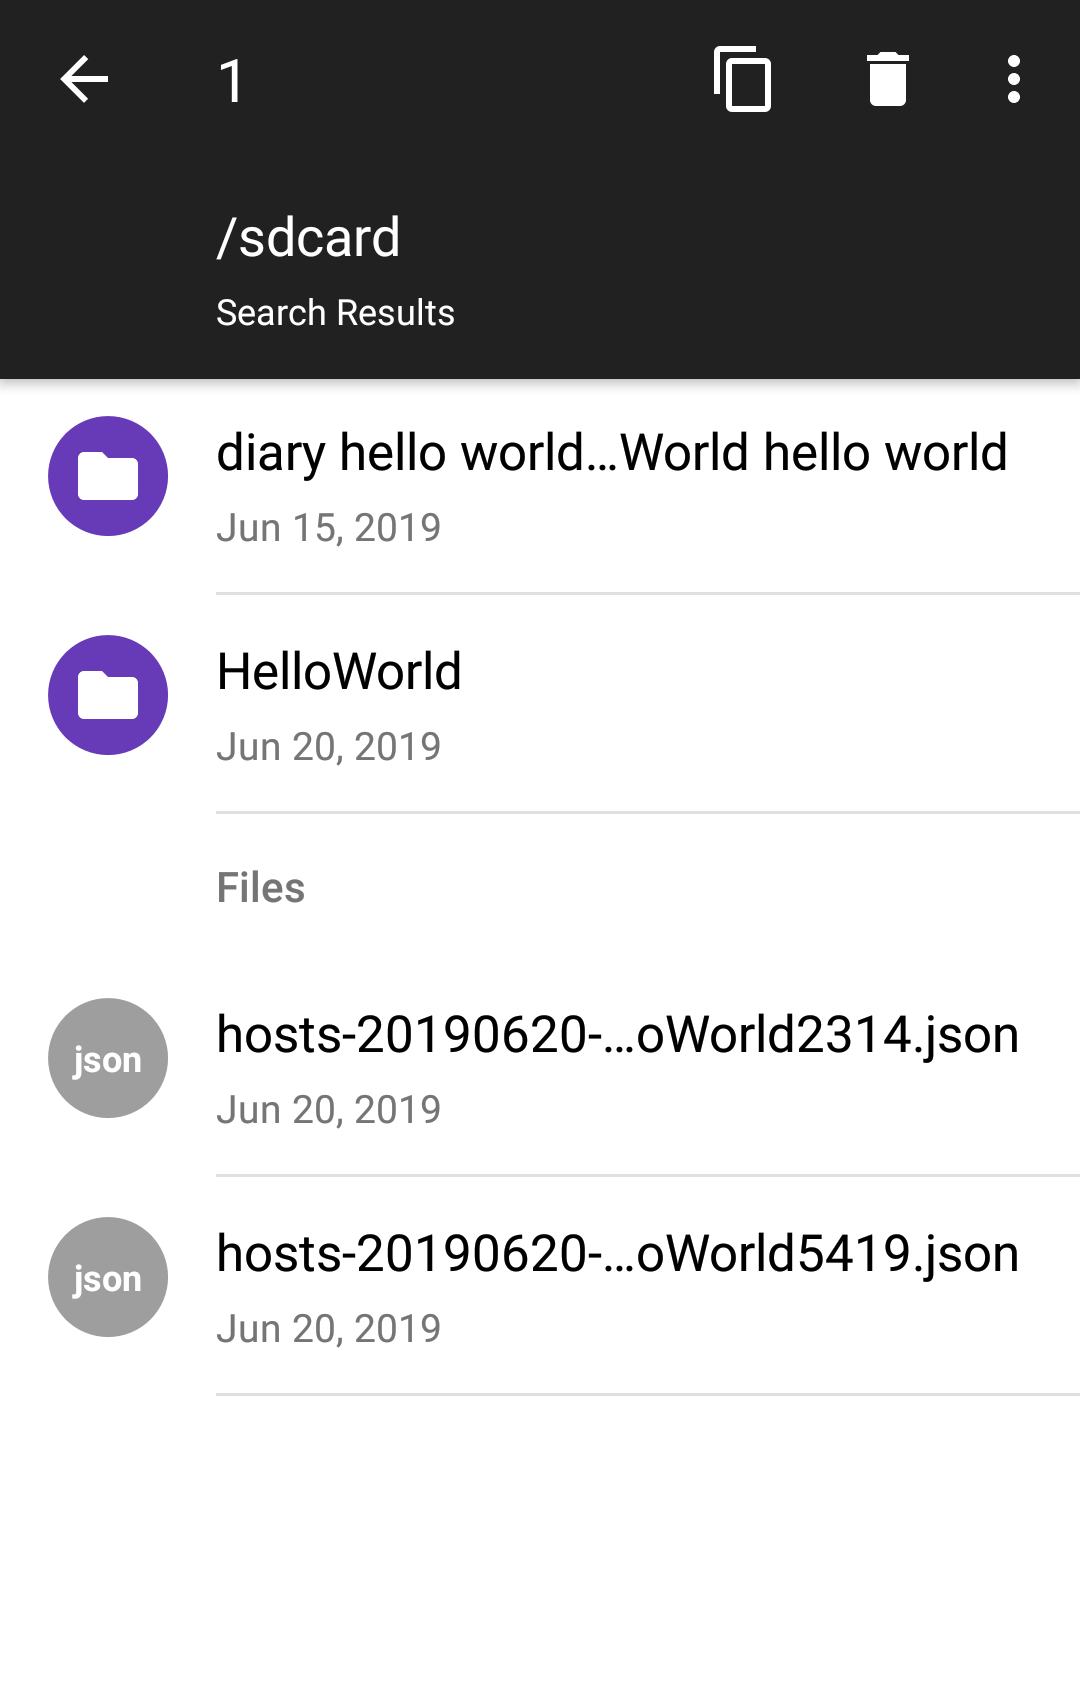 1
/sdcard
Search Results
diary hello world...World hello world
Jun 15, 2019
HelloWorld
Jun 20, 2019
Files
json
hosts-20190620-...oWorld2314.json
Jun 20, 2019
json
hosts-20190620-...oWorld5419.json
Jun 20, 2019